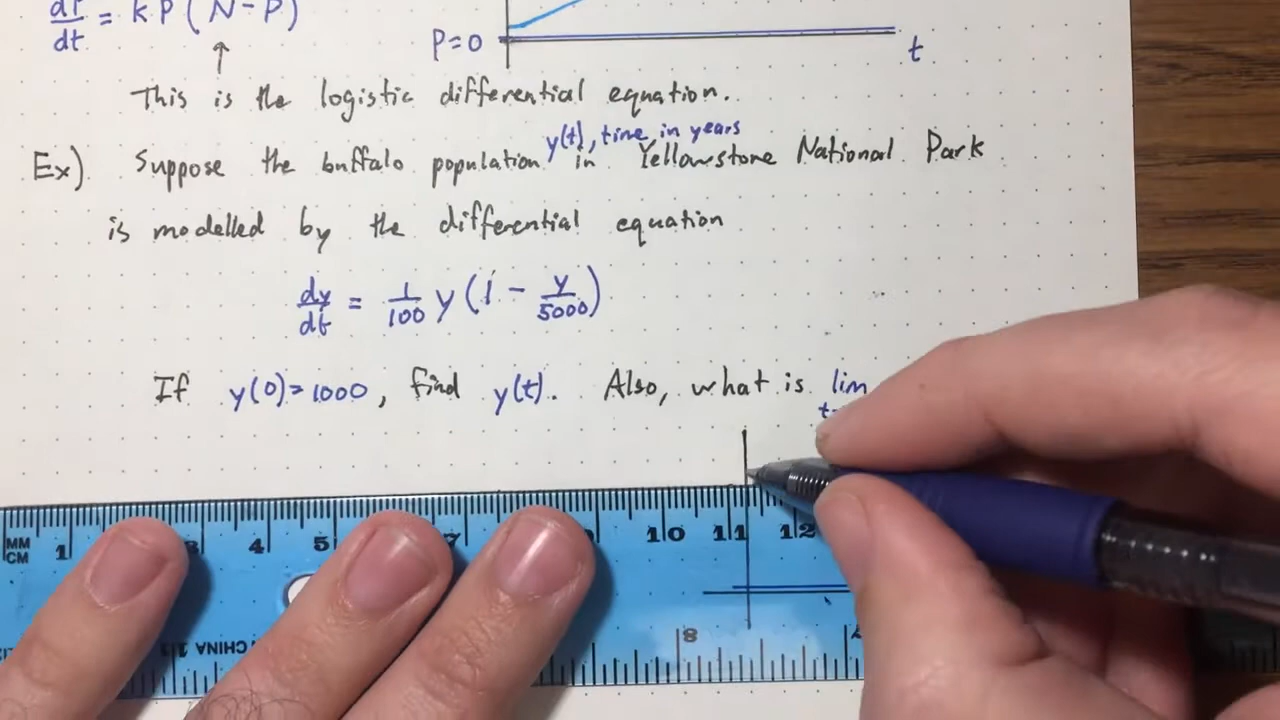 dP/dt = kP(N-P)
P=0
t
This is the logistic differential equation.
y(t), time in years
Ex) Suppose the buffalo population in Yellowstone National Park
is modelled by the differential equation
dy/dt = 1/100 y(1 - y/5000)
If y(0)=1000, find y(t). Also, what is lim
MM
CM
1
4
5
7
10
11
12
CHINA
8